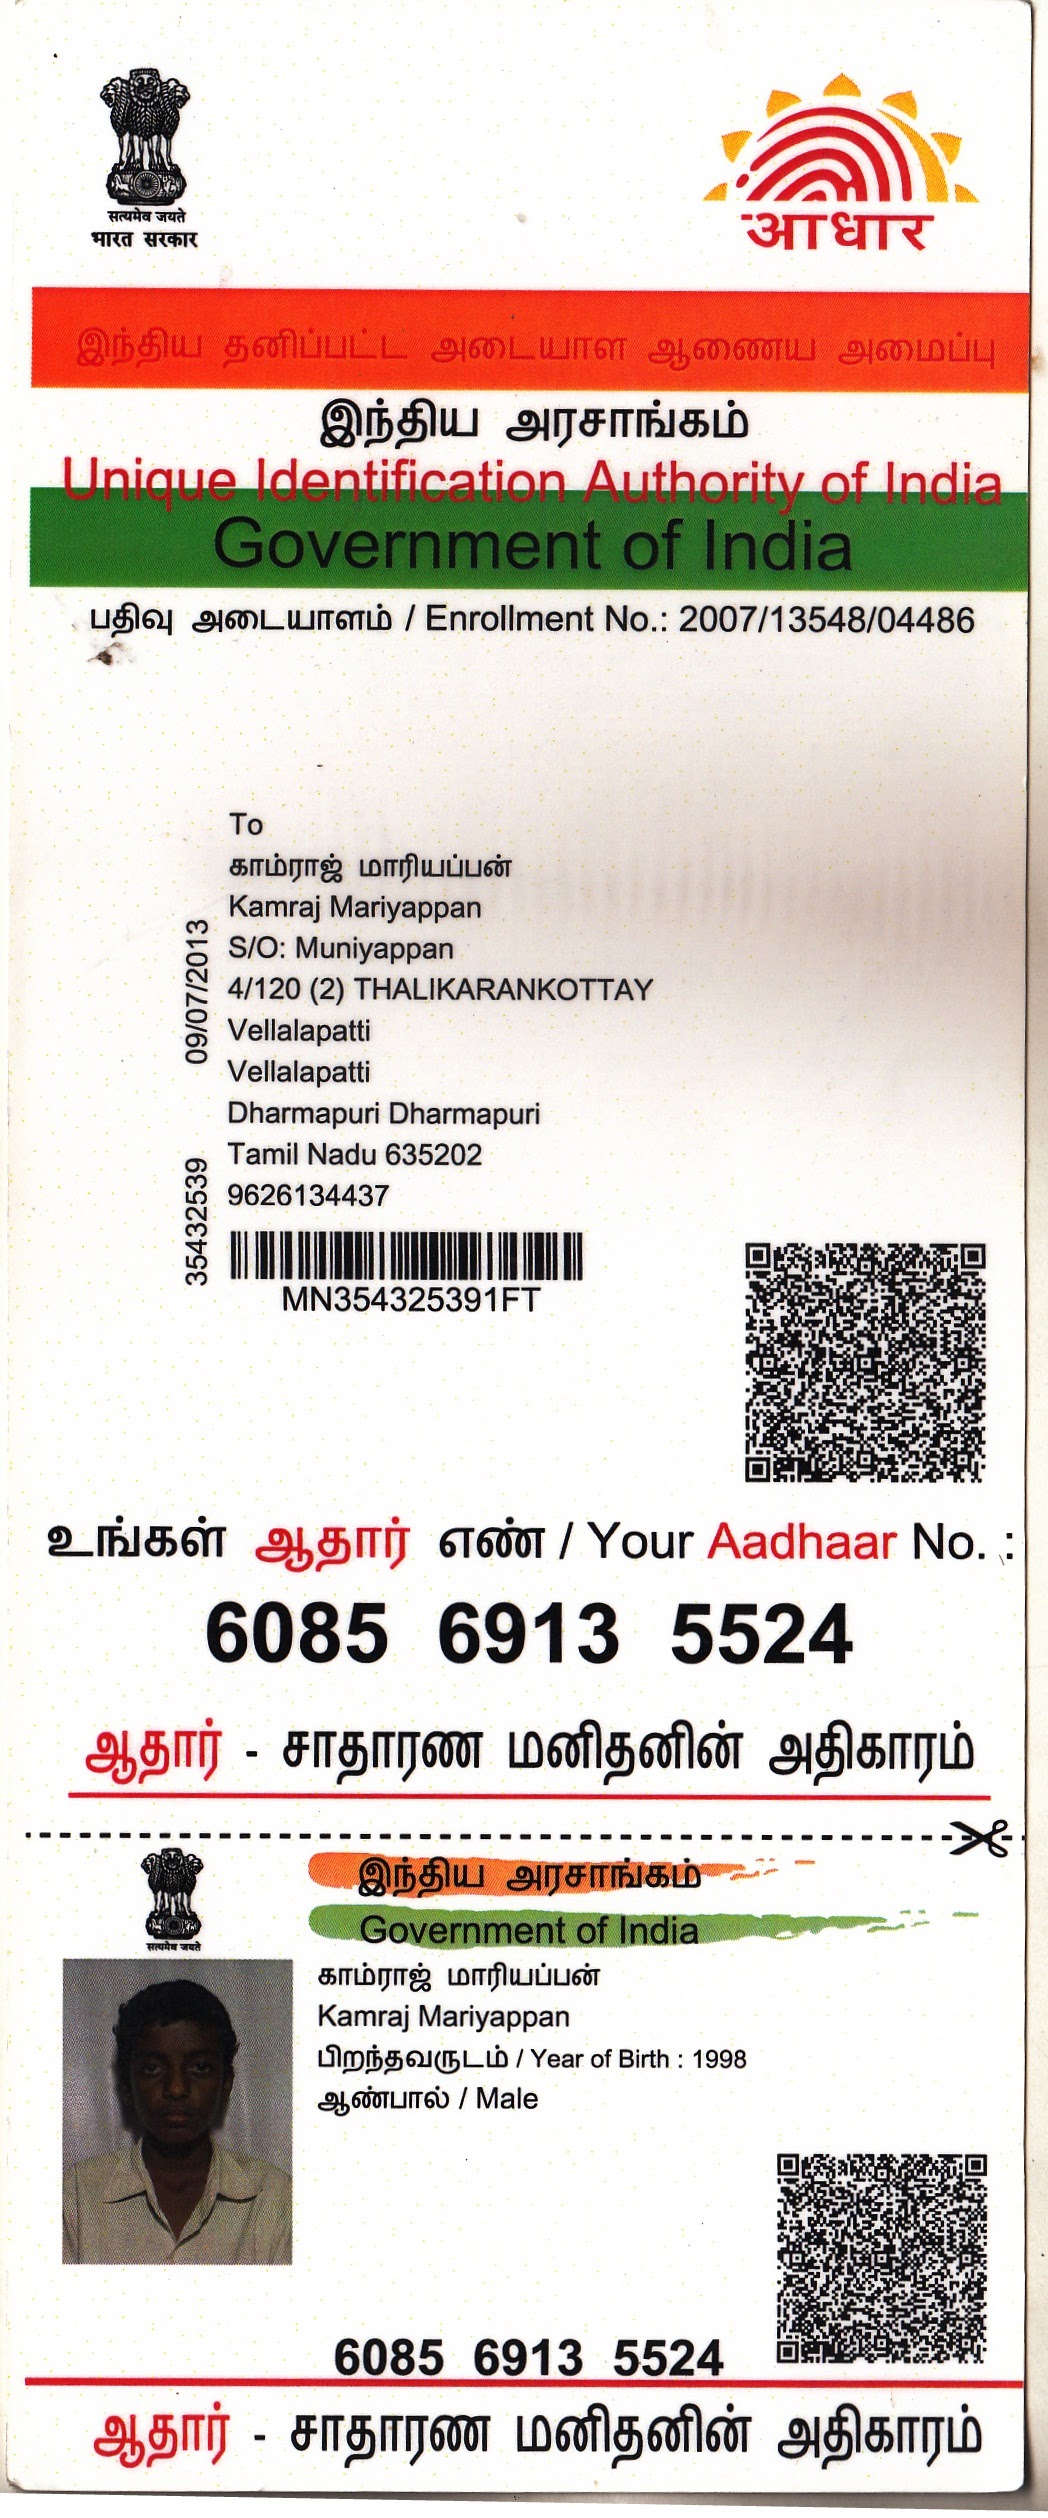 सत्यमेव जयते
भारत सरकार
आधार
இந்திய தனிப்பட்ட அடையாள ஆணைய அமைப்பு
இந்திய அரசாங்கம்
Unique Identification Authority of India
Government of India
பதிவு அடையாளம் / Enrollment No.: 2007/13548/04486
To
காம்ராஜ் மாரியப்பன்
Kamraj Mariyappan
S/O: Muniyappan
4/120 (2) THALIKARANKOTTAY
Vellalapatti
Vellalapatti
Dharmapuri Dharmapuri
Tamil Nadu 635202
9626134437
09/07/2013
35432539
MN354325391FT
உங்கள் ஆதார் எண் / Your Aadhaar No. :
6085 6913 5524
ஆதார் - சாதாரண மனிதனின் அதிகாரம்
सत्यमेव जयते
இந்திய அரசாங்கம்
Government of India
காம்ராஜ் மாரியப்பன்
Kamraj Mariyappan
பிறந்தவருடம் / Year of Birth : 1998
ஆண்பால் / Male
6085 6913 5524
ஆதார் - சாதாரண மனிதனின் அதிகாரம்